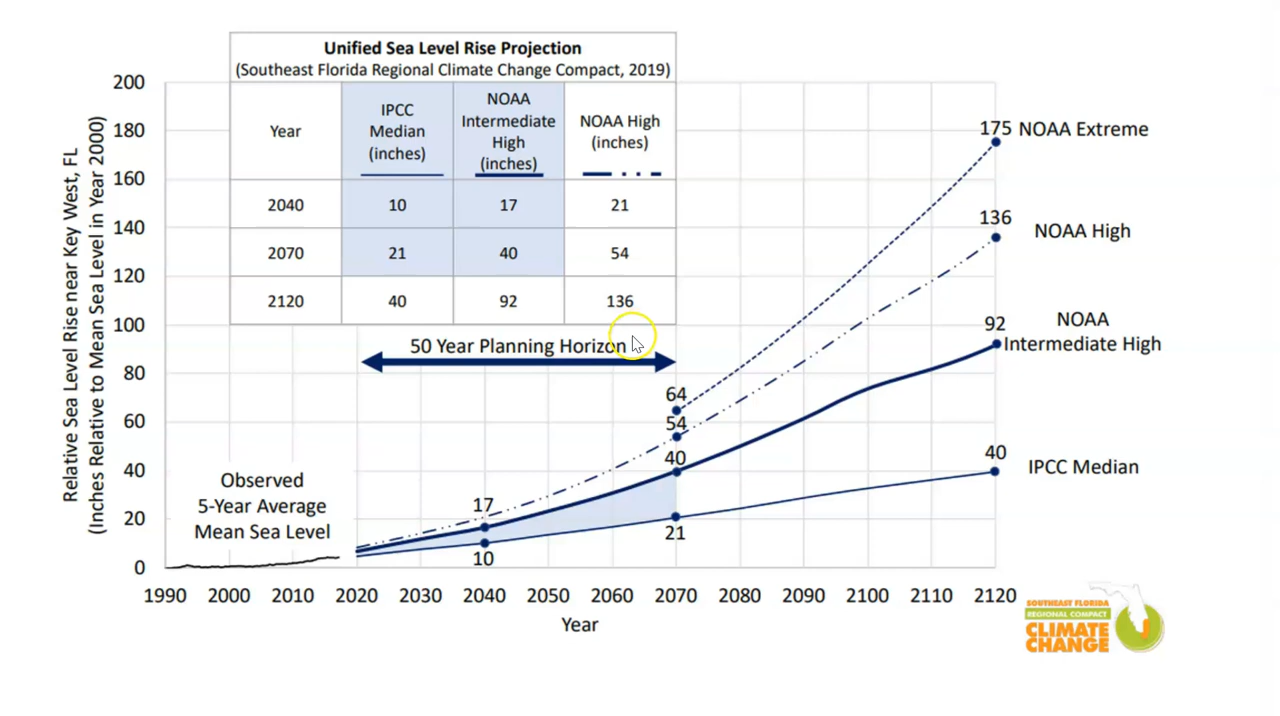 Unified Sea Level Rise Projection
(Southeast Florida Regional Climate Change Compact, 2019)
Year
IPCC
Median
(inches)
NOAA
Intermediate
High
(inches)
NOAA High
(inches)
2040 10 17 21
2070 21 40 54
2120 40 92 136
50 Year Planning Horizon
Relative Sea Level Rise near Key West, FL
(Inches Relative to Mean Sea Level in Year 2000)
200
180
160
140
120
100
80
60
40
20
0
Observed
5-Year Average
Mean Sea Level
17
10
64
54
40
21
175 NOAA Extreme
136
NOAA High
92
NOAA
Intermediate High
40
IPCC Median
1990 2000 2010 2020 2030 2040 2050 2060 2070 2080 2090 2100 2110 2120
Year
SOUTHEAST FLORIDA
REGIONAL COMPACT
CLIMATE
CHANGE